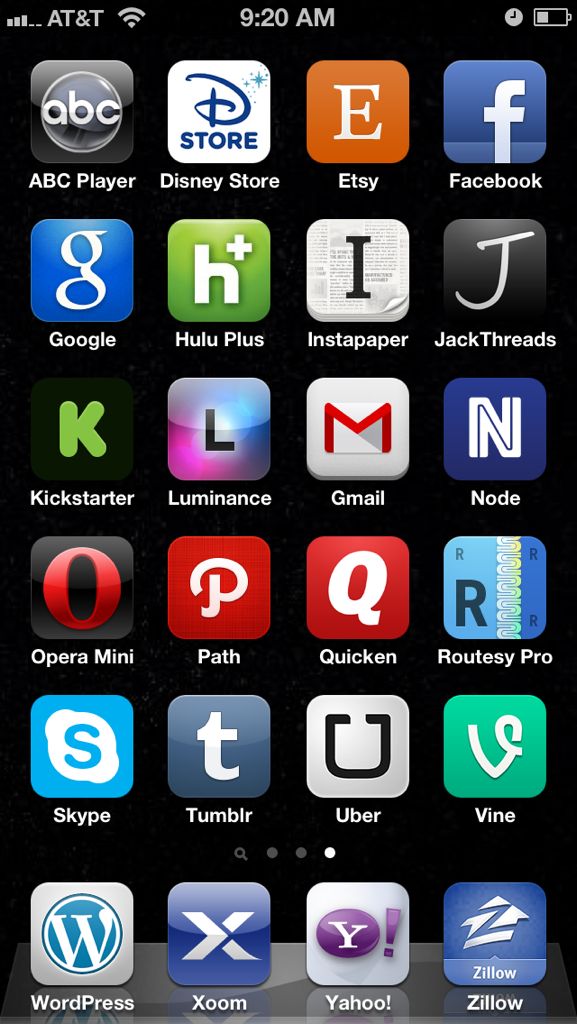 AT&T 9:20 AM
abc Disney STORE E f
ABC Player Disney Store Etsy Facebook
g h+ I J
Google Hulu Plus Instapaper JackThreads
K L M N
Kickstarter Luminance Gmail Node
O P Q R R R R
Opera Mini Path Quicken Routesy Pro
S t U V
Skype Tumblr Uber Vine
W X Y! Z Zillow
WordPress Xoom Yahoo! Zillow